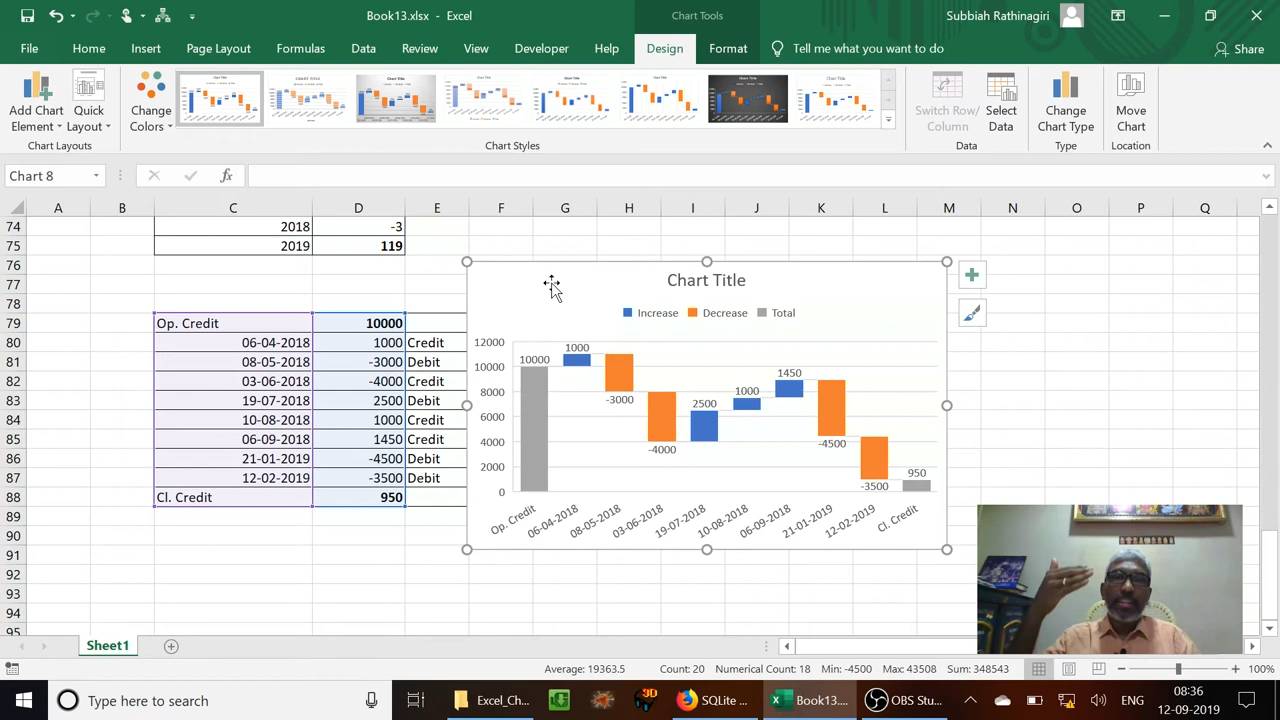 Book13.xlsx - Excel
Chart Tools
Subbiah Rathinagiri
File Home Insert Page Layout Formulas Data Review View Developer Help Design Format Tell me what you want to do Share
Add Chart Element
Quick Layout
Change Colors
Switch Row/ Column
Select Data
Change Chart Type
Move Chart
Chart Layouts Chart Styles Data Type Location
Chart 8 fx
A B C D E F G H I J K L M N O P Q
74 2018 -3
75 2019 119
76
77
78
79 Op. Credit 10000
80 06-04-2018 1000 Credit
81 08-05-2018 -3000 Debit
82 03-06-2018 -4000 Credit
83 19-07-2018 2500 Debit
84 10-08-2018 1000 Credit
85 06-09-2018 1450 Credit
86 21-01-2019 -4500 Debit
87 12-02-2019 -3500 Debit
88 Cl. Credit 950
89
90
91
92
93
94
95
Chart Title
Increase Decrease Total
12000
10000
8000
6000
4000
2000
0
10000 1000 -3000 -4000 2500 1000 1450 -4500 -3500 950
Op. Credit 06-04-2018 08-05-2018 03-06-2018 19-07-2018 10-08-2018 06-09-2018 21-01-2019 12-02-2019 Cl. Credit
Sheet1
Average: 19363.5 Count: 20 Numerical Count: 18 Min: -4500 Max: 43508 Sum: 348543 100%
Type here to search
Excel_Ch...
3D
SQLite ...
Book13....
OBS Stu...
ENG
08:36
12-09-2019